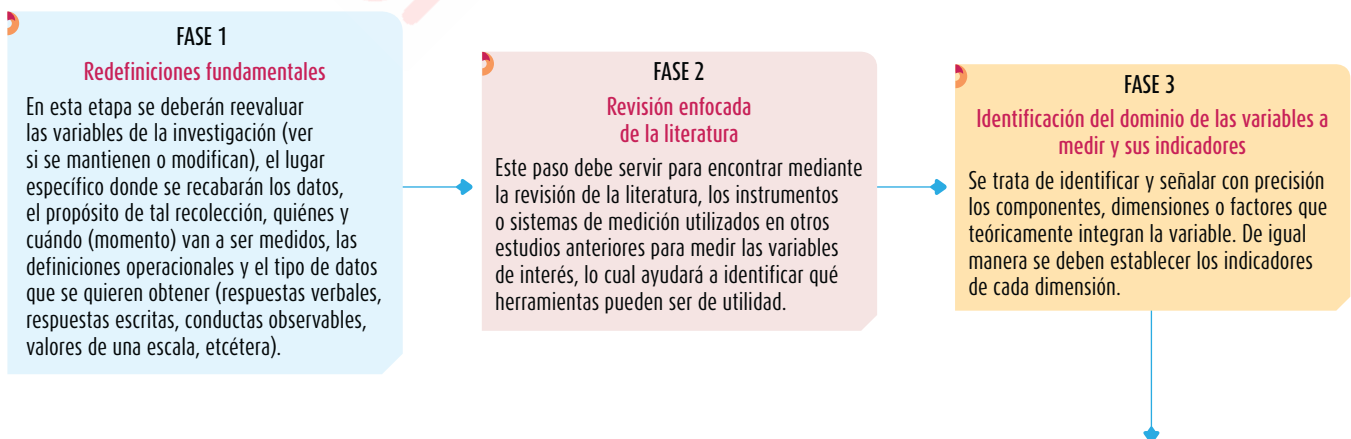 FASE 1
Redefiniciones fundamentales
En esta etapa se deberán reevaluar
las variables de la investigación (ver
si se mantienen o modifican), el lugar
específico donde se recabarán los datos,
el propósito de tal recolección, quiénes y
cuándo (momento) van a ser medidos, las
definiciones operacionales y el tipo de datos
que se quieren obtener (respuestas verbales,
respuestas escritas, conductas observables,
valores de una escala, etcétera).
FASE 2
Revisión enfocada
de la literatura
Este paso debe servir para encontrar mediante
la revisión de la literatura, los instrumentos
o sistemas de medición utilizados en otros
estudios anteriores para medir las variables
de interés, lo cual ayudará a identificar qué
herramientas pueden ser de utilidad.
FASE 3
Identificación del dominio de las variables a
medir y sus indicadores
Se trata de identificar y señalar con precisión
los componentes, dimensiones o factores que
teóricamente integran la variable. De igual
manera se deben establecer los indicadores
de cada dimensión.